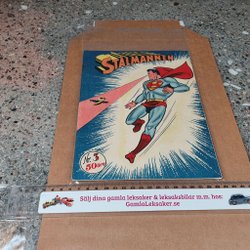 STÅLMANNEN
Nr. 3
50 öre
Sälj dina gamla leksaker & leksaksbilar m.m. hos:
GamlaLeksaker.se